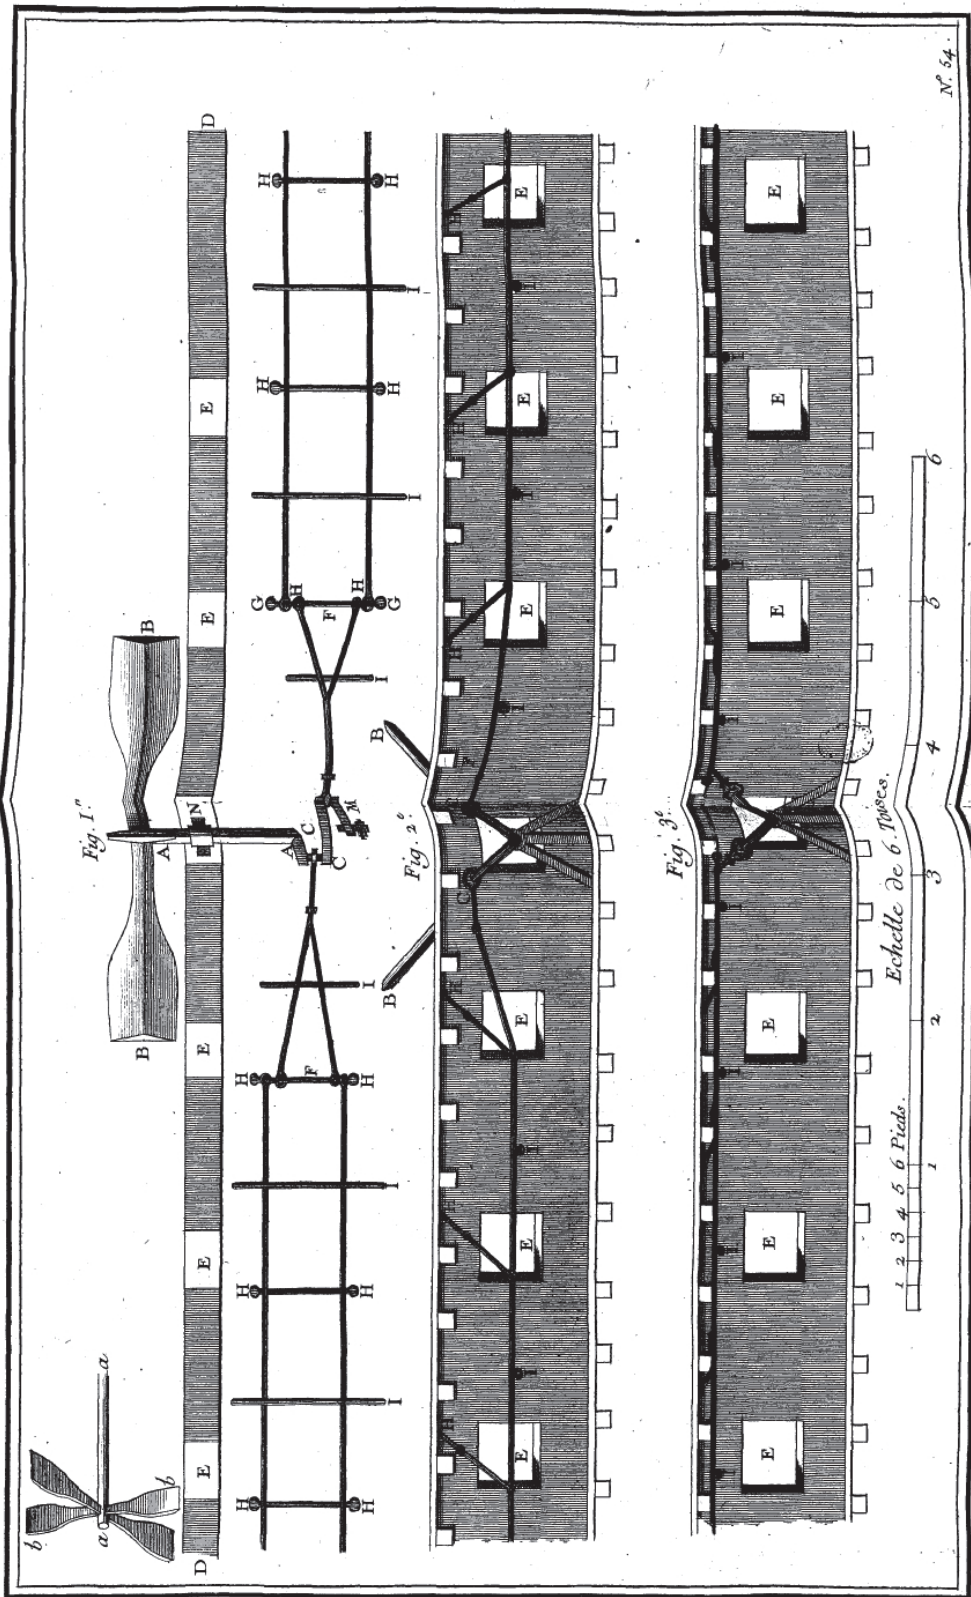 N.º 54.
b b
a a
B B
Fig. 1.re
A
D E E E N E E D
H H H G H H
F A C C F H H
M
H H H H G H H
I I I I I I
B B
Fig. 2.e
H H H C F H H H
I I I I I
E E E E E E
Fig. 3.e
I I I I I I I
E E E E E E
Echelle de 6. Toises.
1 2 3 4 5 6 Pieds.
1 2 3 4 5 6